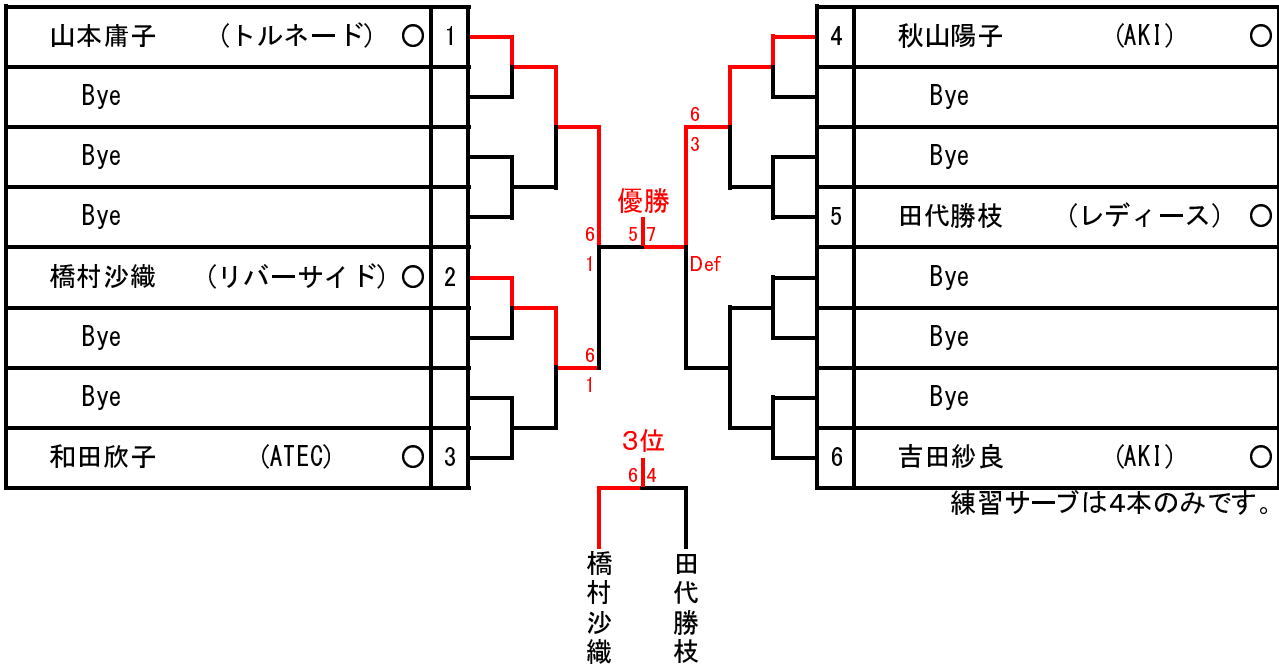 山本庸子 (トルネード) ○ 1
Bye
Bye
Bye
橋村沙織 (リバーサイド) ○ 2
Bye
Bye
和田欣子 (ATEC) ○ 3
6
1
6
1
優勝
5 7
6
3
Def
4 秋山陽子 (AKI) ○
Bye
Bye
5 田代勝枝 (レディース) ○
Bye
Bye
Bye
6 吉田紗良 (AKI) ○
練習サーブは4本のみです。
3位
6 4
橋村沙織
田代勝枝